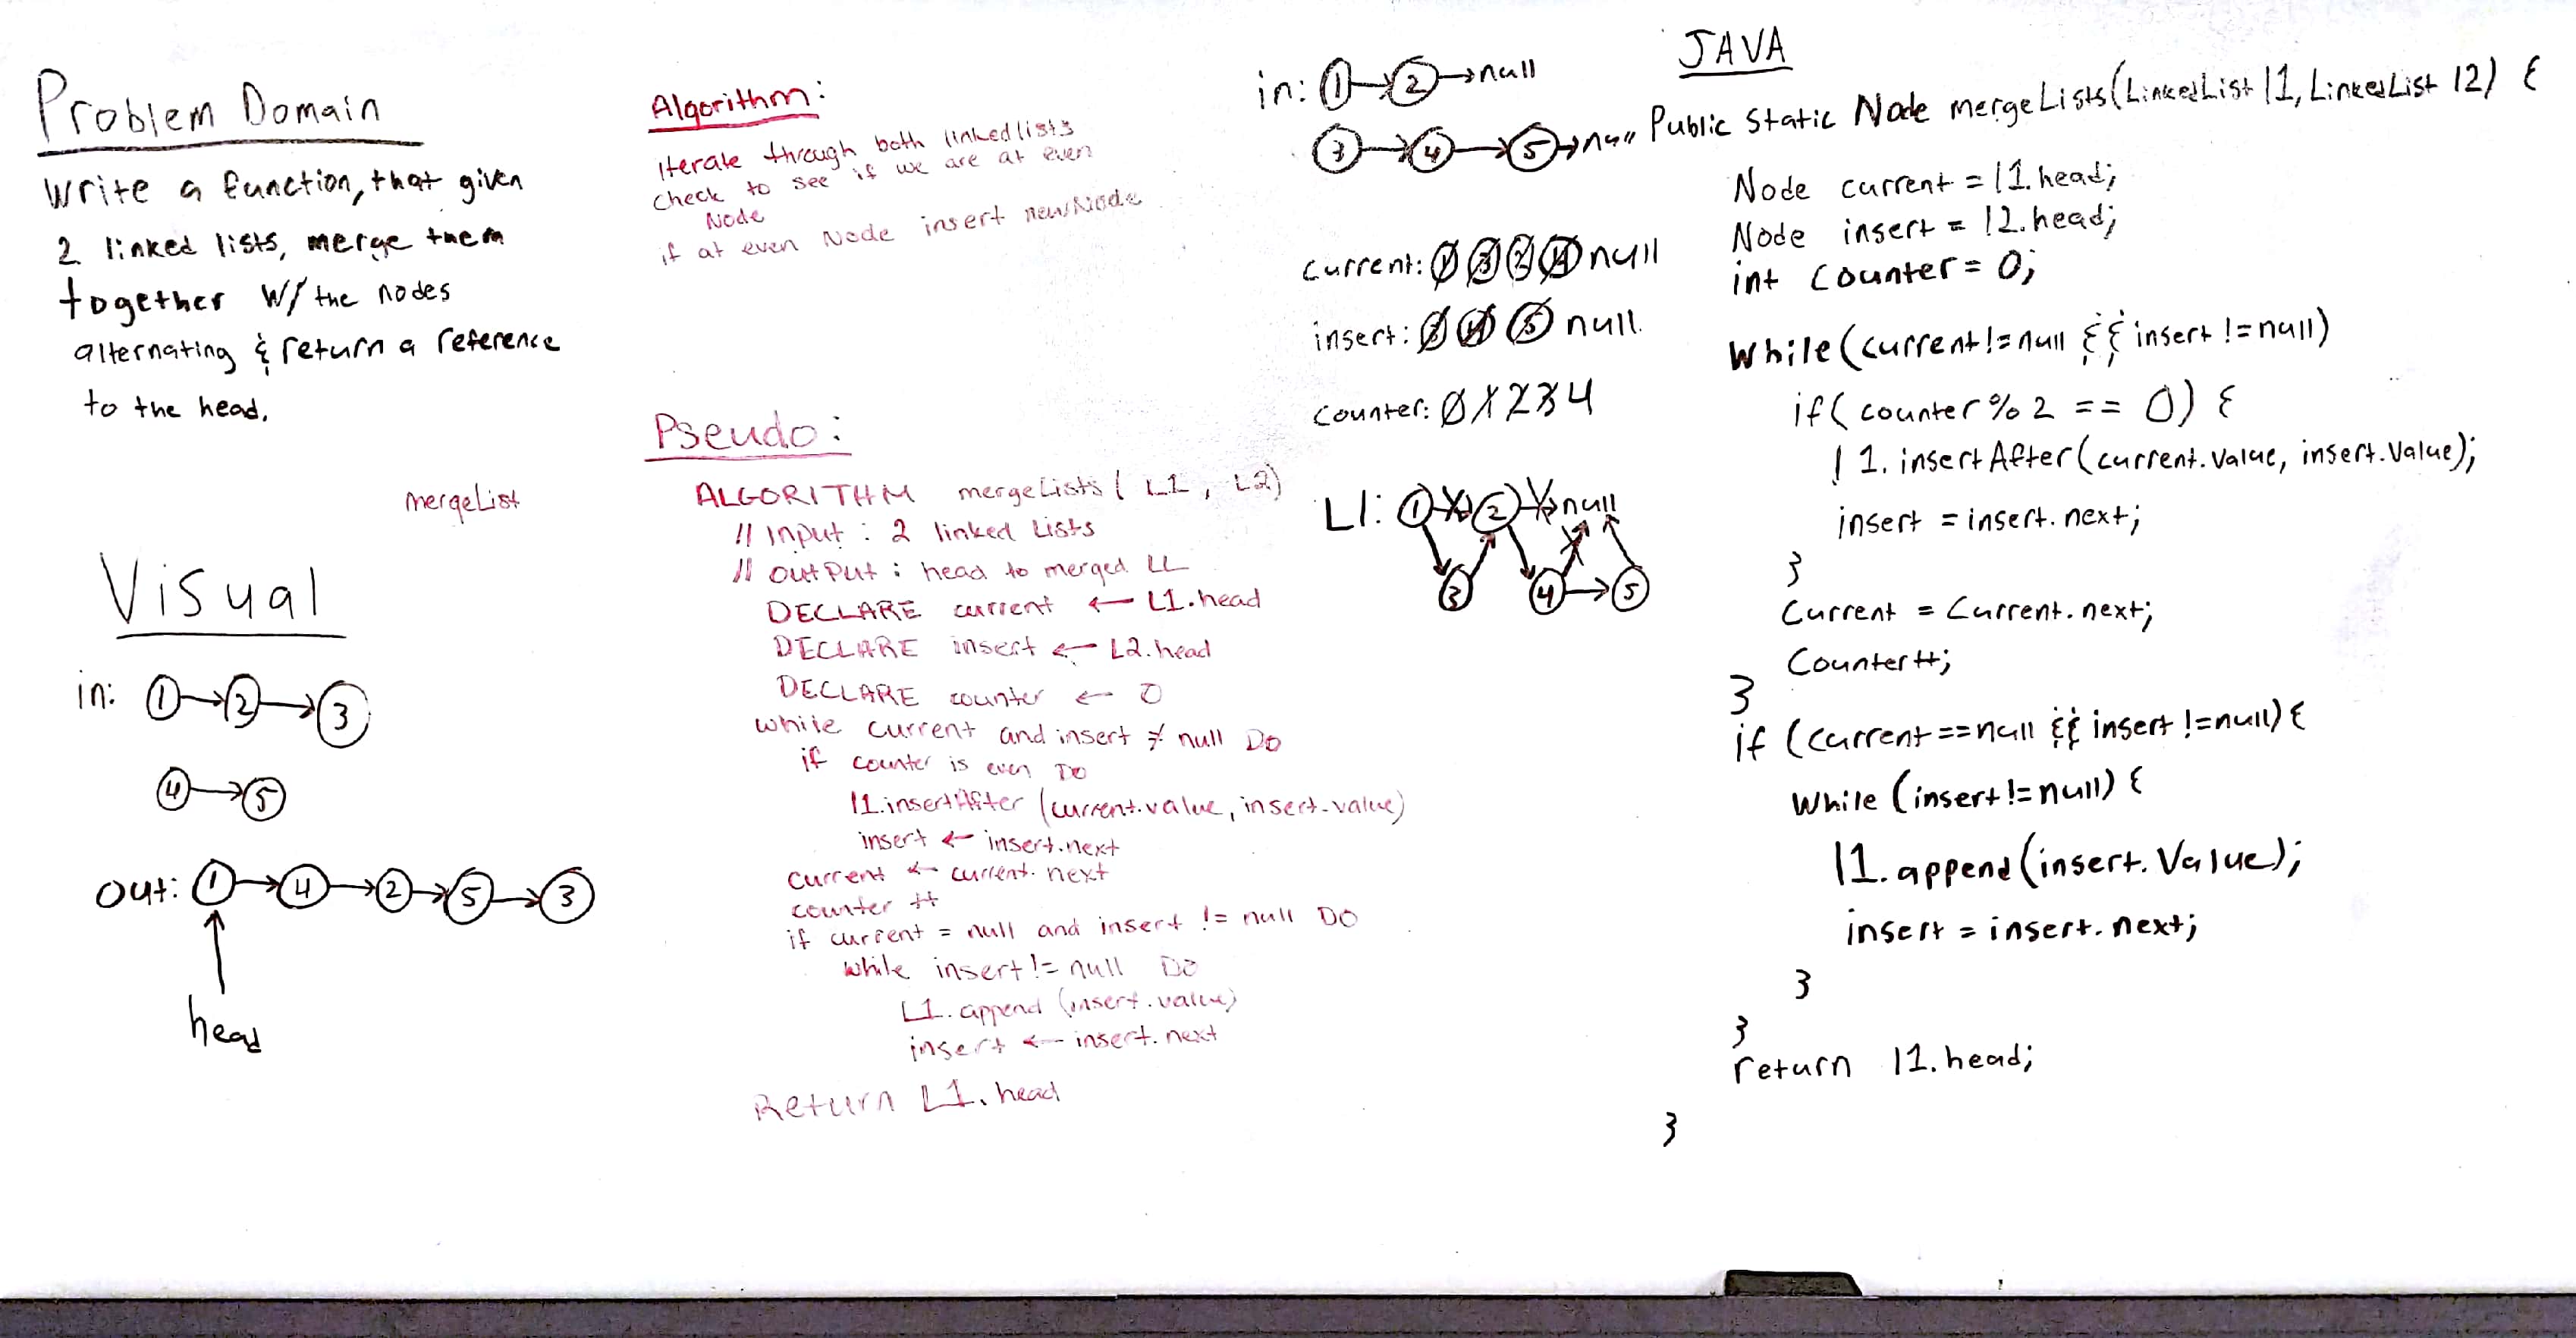 Problem Domain
Write a function, that given
2 linked lists, merge them
together w/ the nodes
alternating & return a reference
to the head.
mergeList
Visual
in: 1 → 2 → 3
4 → 5
out: 1 → 4 → 2 → 5 → 3
head
Algorithm:
Iterate through both linked lists
Check to see if we are at even
Node
if at even Node insert newNode
Pseudo:
ALGORITHM mergeLists ( L1, L2)
// Input : 2 linked Lists
// OutPut : head to merged LL
DECLARE current ← L1.head
DECLARE insert ← L2.head
DECLARE counter ← 0
while current and insert ≠ null DO
if counter is even DO
l1.insertAfter (current.value, insert.value)
insert ← insert.next
current ← current.next
counter ++
if current = null and insert != null DO
while insert != null DO
L1.append (insert.value)
insert ← insert.next
Return L1.head
in: 1 → 2 → null
3 → 4 → 5 → null
current: 1 3 2 4 null
insert: 3 4 5 null
counter: 0 1 2 3 4
L1: 1 → 2 → null
3 4 → 5
JAVA
Public Static Node mergeLists(LinkedList l1, LinkedList l2) {
Node current = l1.head;
Node insert = l2.head;
int counter = 0;
While(current != null && insert != null)
if( counter % 2 == 0) {
l1.insertAfter(current.value, insert.Value);
insert = insert.next;
}
Current = Current.next;
Counter++;
}
if (current == null && insert != null) {
While (insert != null) {
l1.append(insert.Value);
insert = insert.next;
}
}
return l1.head;
}